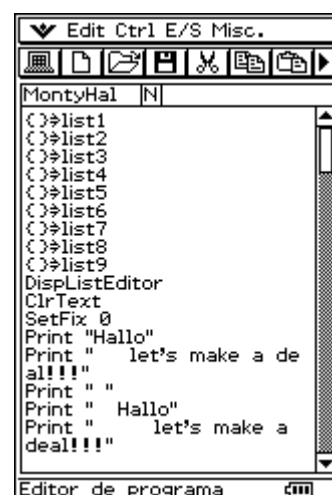 Edit Ctrl E/S Misc.
MontyHal N
{}⇒list1
{}⇒list2
{}⇒list3
{}⇒list4
{}⇒list5
{}⇒list6
{}⇒list7
{}⇒list8
{}⇒list9
DispListEditor
ClrText
SetFix 0
Print "Hallo"
Print "   let's make a de
al!!!"
Print " "
Print "  Hallo"
Print "     let's make a
deal!!!"
Editor de programa